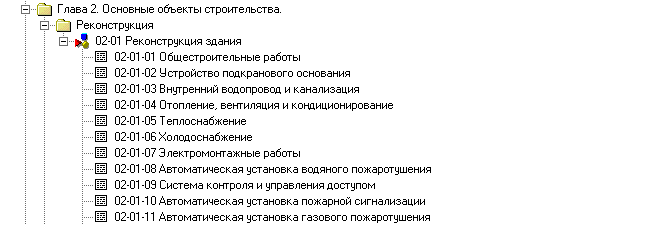 Глава 2. Основные объекты строительства.
Реконструкция
02-01 Реконструкция здания
02-01-01 Общестроительные работы
02-01-02 Устройство подкранового основания
02-01-03 Внутренний водопровод и канализация
02-01-04 Отопление, вентиляция и кондиционирование
02-01-05 Теплоснабжение
02-01-06 Холодоснабжение
02-01-07 Электромонтажные работы
02-01-08 Автоматическая установка водяного пожаротушения
02-01-09 Система контроля и управления доступом
02-01-10 Автоматическая установка пожарной сигнализации
02-01-11 Автоматическая установка газового пожаротушения